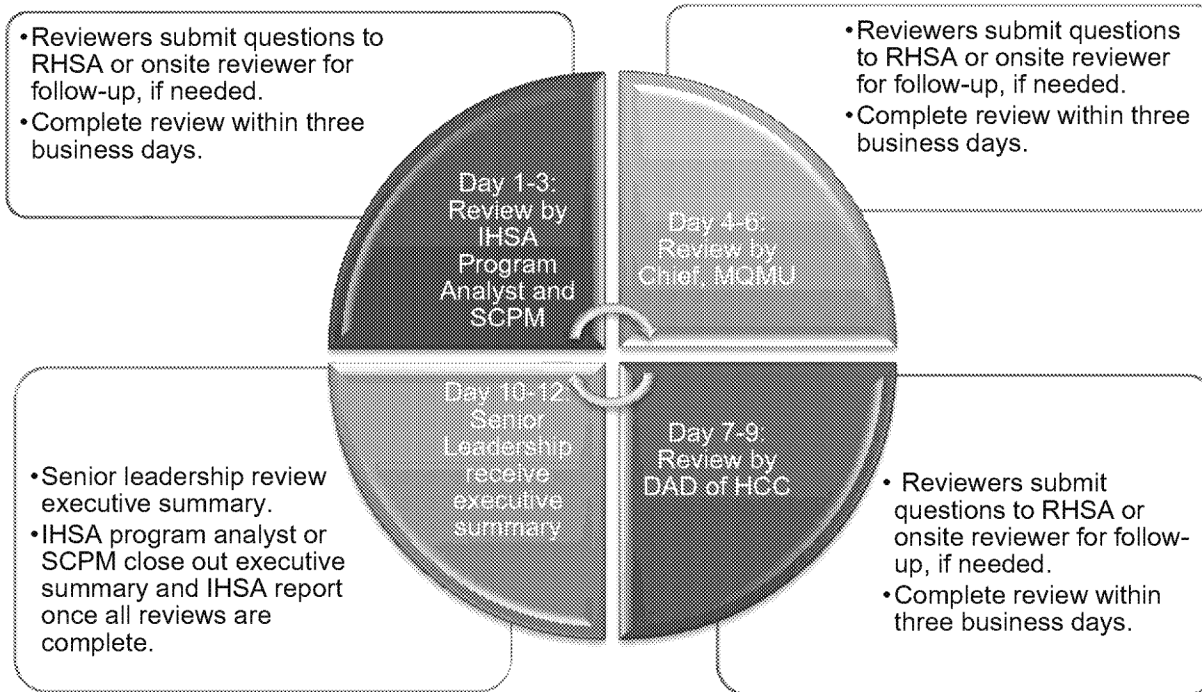 •Reviewers submit questions to
RHSA or onsite reviewer for
follow-up, if needed.
•Complete review within three
business days.
Day 1-3:
Review by
IHSA
Program
Analyst and
SCPM
•Reviewers submit questions
to RHSA or onsite reviewer
for follow-up, if needed.
•Complete review within three
business days.
Day 4-6:
Review by
Chief, MQMU
Day 7-9:
Review by
DAD of HCC
• Reviewers submit
questions to RHSA or
onsite reviewer for follow-
up, if needed.
•Complete review within
three business days.
Day 10-12:
Senior
Leadership
receive
executive
summary
•Senior leadership review
executive summary.
•IHSA program analyst or
SCPM close out executive
summary and IHSA report
once all reviews are
complete.